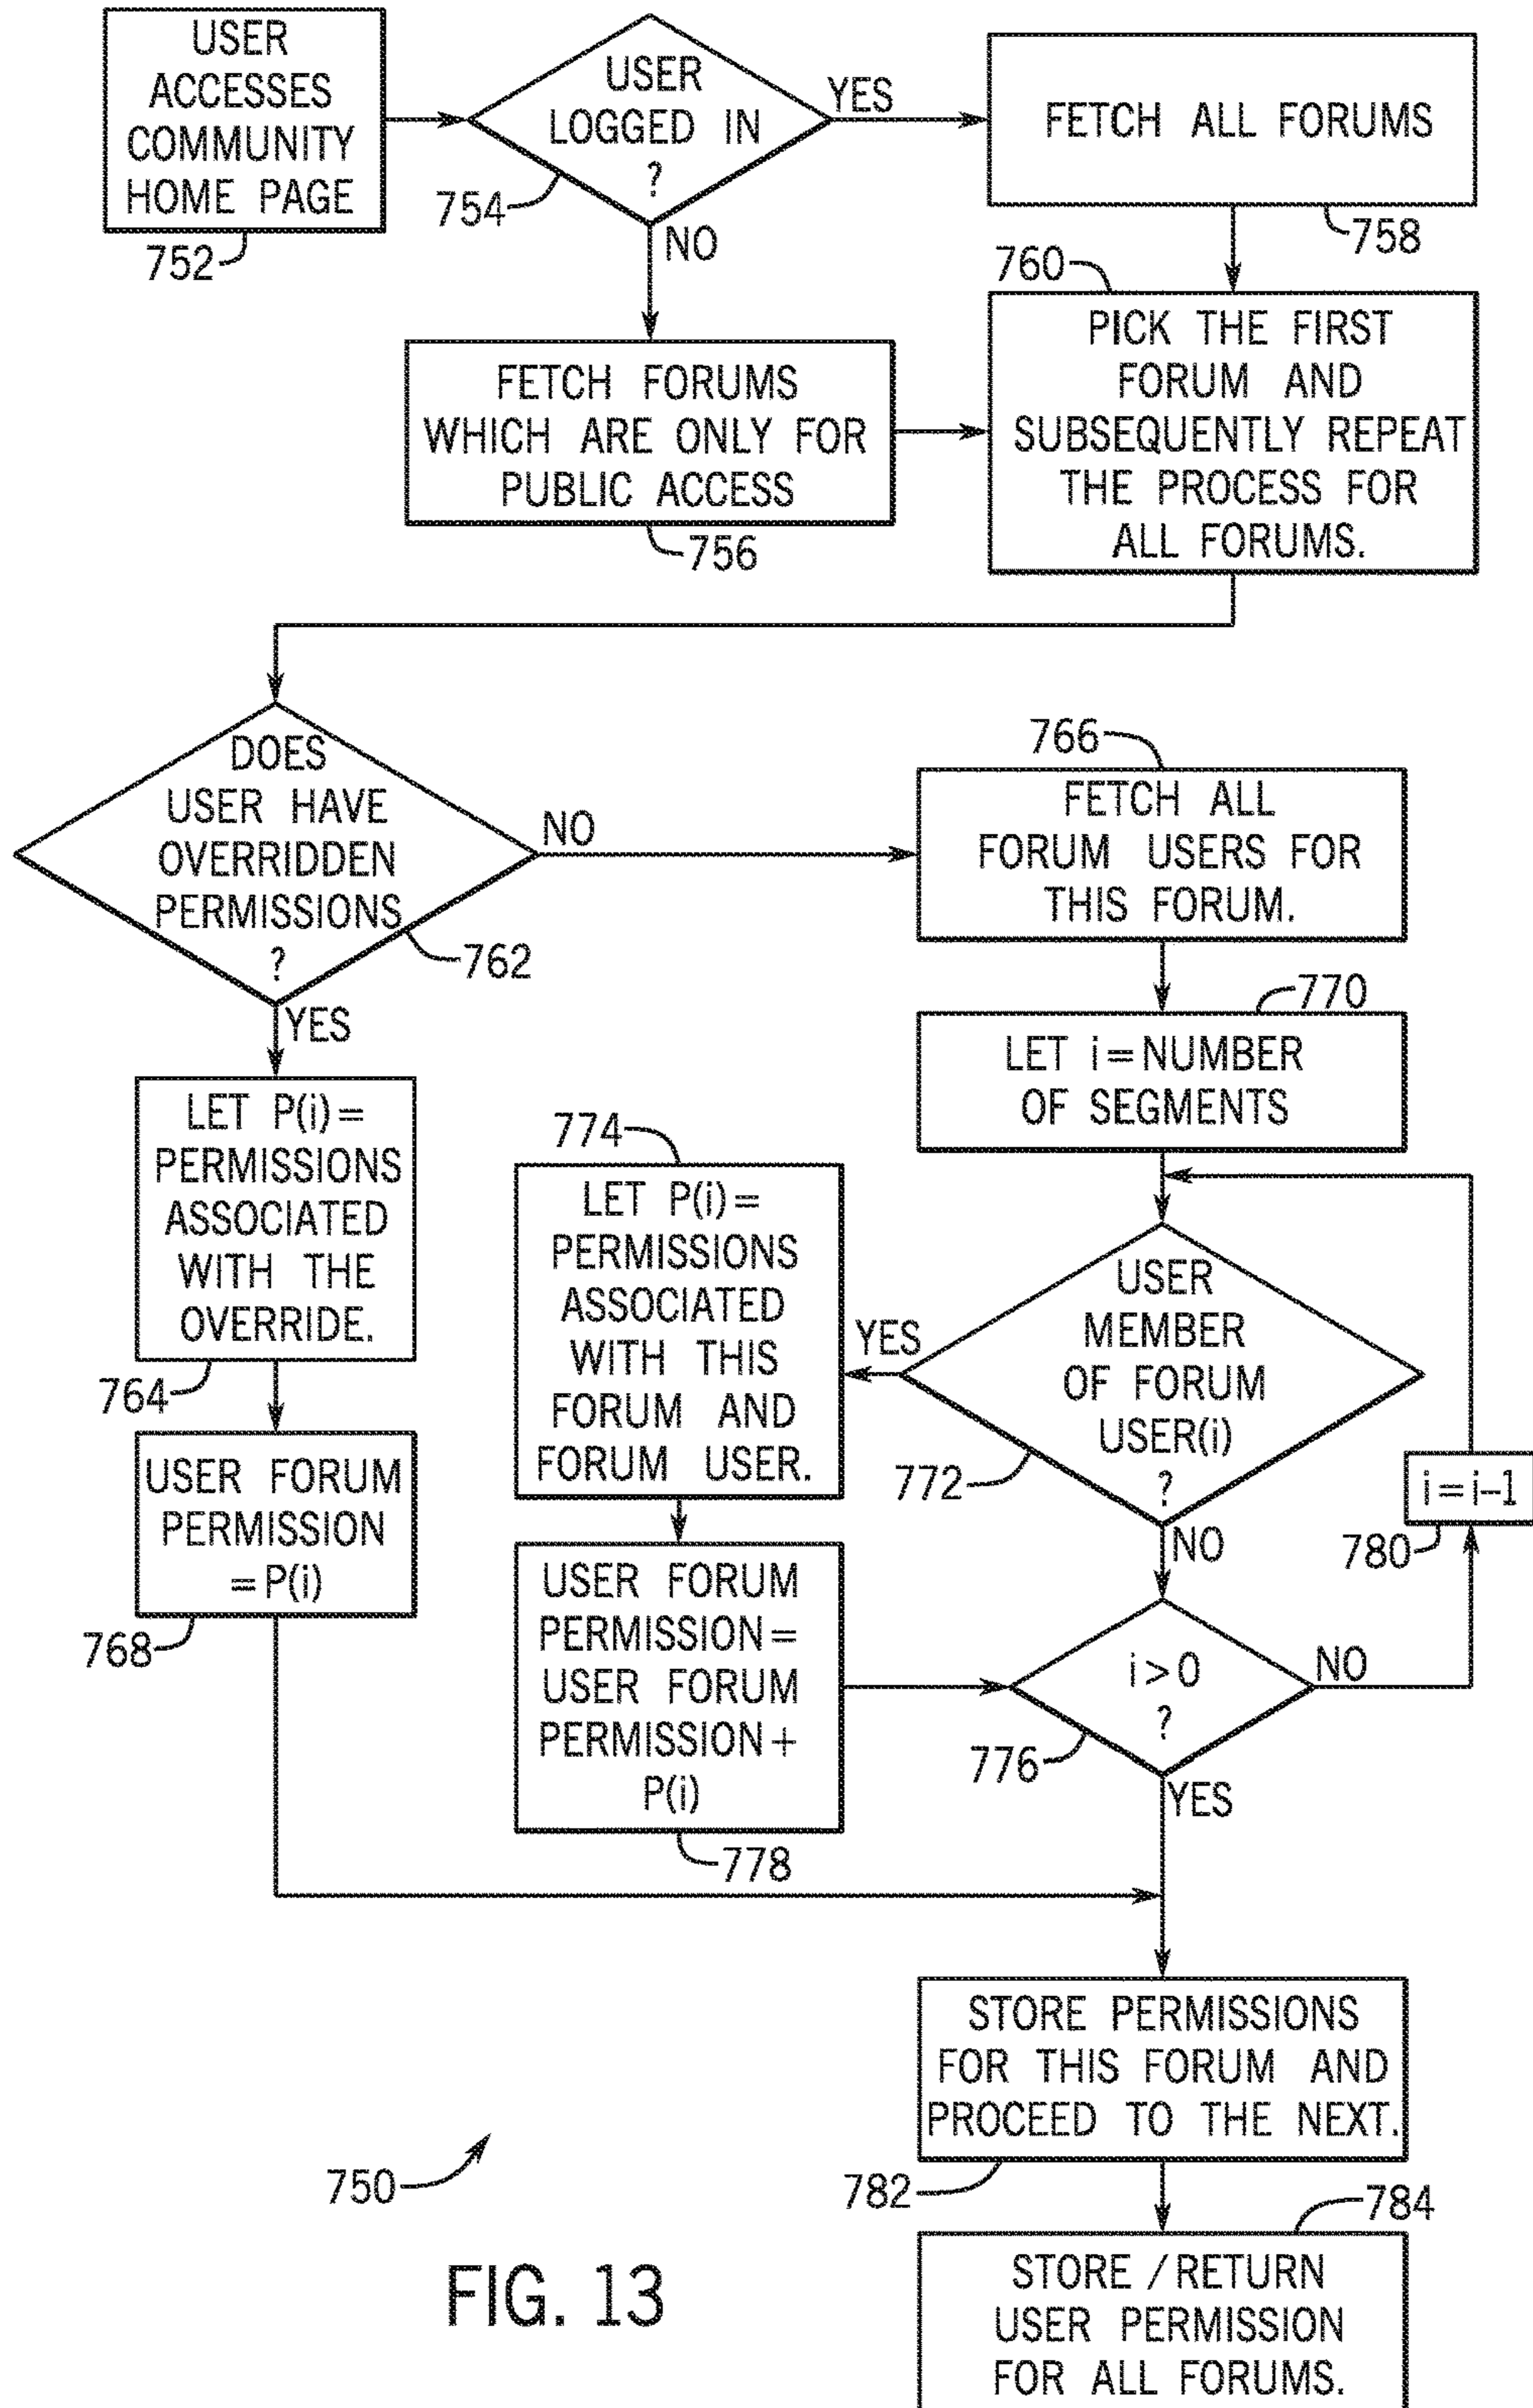 USER
ACCESSES
COMMUNITY
HOME PAGE
752
USER
LOGGED IN
?
754
YES
NO
FETCH ALL FORUMS
758
FETCH FORUMS
WHICH ARE ONLY FOR
PUBLIC ACCESS
756
760
PICK THE FIRST
FORUM AND
SUBSEQUENTLY REPEAT
THE PROCESS FOR
ALL FORUMS.
DOES
USER HAVE
OVERRIDDEN
PERMISSIONS
?
762
NO
YES
766
FETCH ALL
FORUM USERS FOR
THIS FORUM.
770
LET i=NUMBER
OF SEGMENTS
LET P(i)=
PERMISSIONS
ASSOCIATED
WITH THE
OVERRIDE.
764
USER FORUM
PERMISSION
=P(i)
768
774
LET P(i)=
PERMISSIONS
ASSOCIATED
WITH THIS
FORUM AND
FORUM USER.
YES
USER
MEMBER
OF FORUM
USER(i)
?
772
NO
i=i-1
780
USER FORUM
PERMISSION=
USER FORUM
PERMISSION+
P(i)
778
i>0
?
776
NO
YES
STORE PERMISSIONS
FOR THIS FORUM AND
PROCEED TO THE NEXT.
782
784
STORE / RETURN
USER PERMISSION
FOR ALL FORUMS.
750
FIG. 13